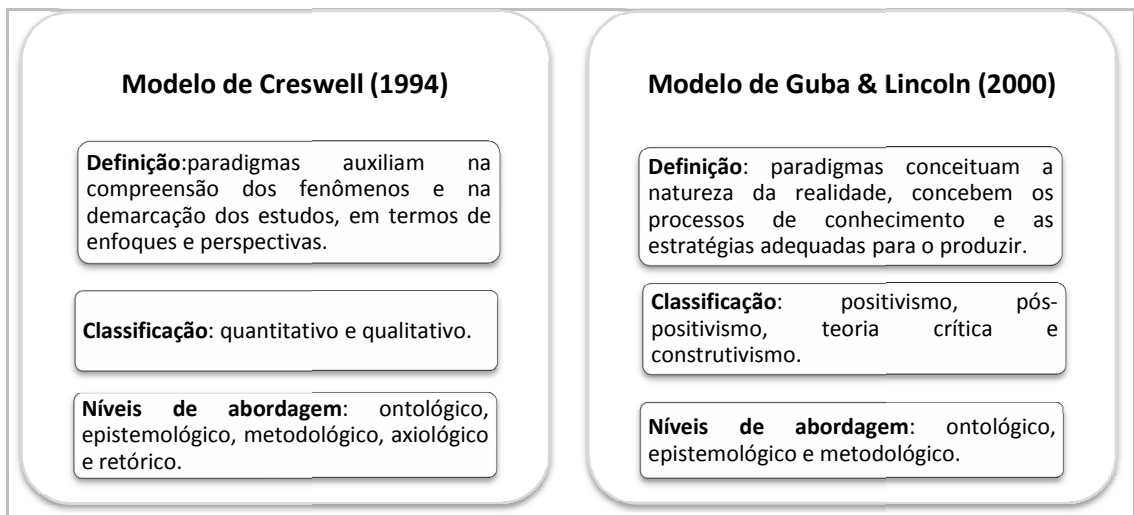 Modelo de Creswell (1994)
Definição:paradigmas auxiliam na
compreensão dos fenômenos e na
demarcação dos estudos, em termos de
enfoques e perspectivas.
Classificação: quantitativo e qualitativo.
Níveis de abordagem: ontológico,
epistemológico, metodológico, axiológico
e retórico.
Modelo de Guba & Lincoln (2000)
Definição: paradigmas conceituam a
natureza da realidade, concebem os
processos de conhecimento e as
estratégias adequadas para o produzir.
Classificação: positivismo, pós-
positivismo, teoria crítica e
construtivismo.
Níveis de abordagem: ontológico,
epistemológico e metodológico.